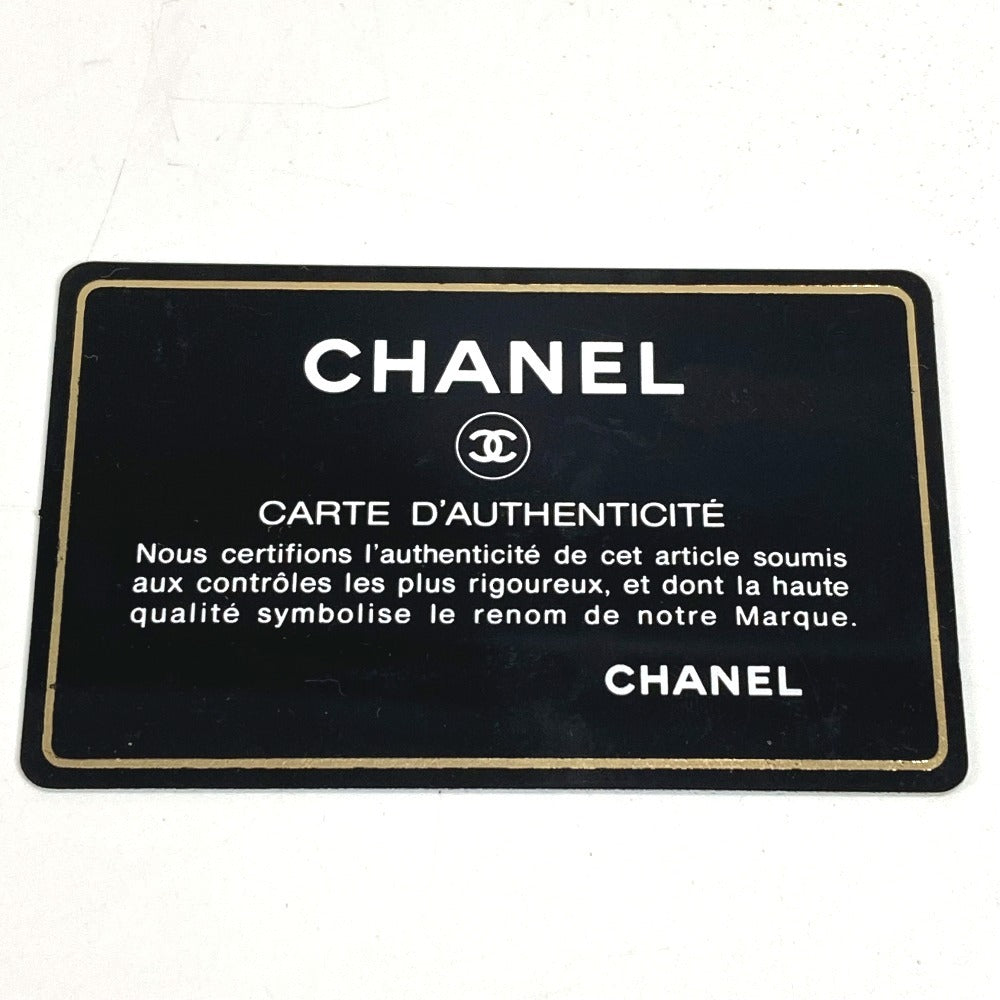 CHANEL
CARTE D'AUTHENTICITÉ
Nous certifions l'authenticité de cet article soumis
aux contrôles les plus rigoureux, et dont la haute
qualité symbolise le renom de notre Marque.
CHANEL